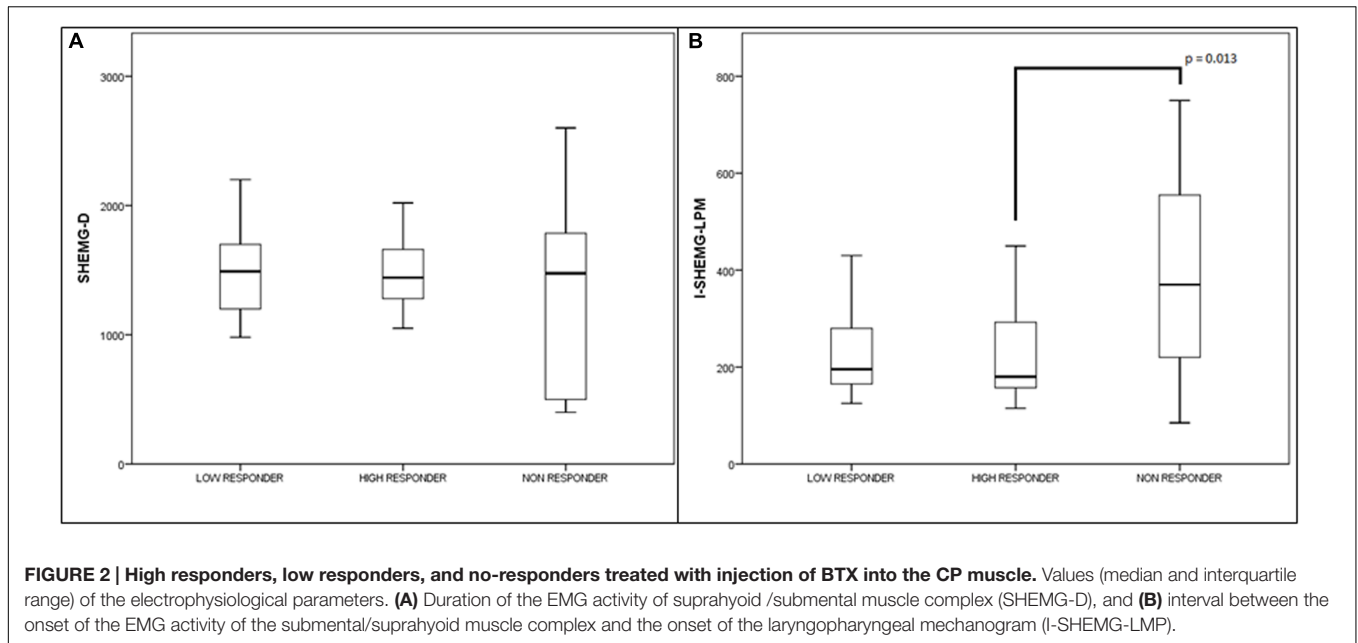 A
3000
2000
1000
0
SHEMG-D
LOW RESPONDER HIGH RESPONDER NON RESPONDER
B
p = 0.013
800
600
400
200
0
I-SHEMG-LPM
LOW RESPONDER HIGH RESPONDER NON RESPONDER
FIGURE 2 | High responders, low responders, and no-responders treated with injection of BTX into the CP muscle. Values (median and interquartile
range) of the electrophysiological parameters. (A) Duration of the EMG activity of suprahyoid /submental muscle complex (SHEMG-D), and (B) interval between the
onset of the EMG activity of the submental/suprahyoid muscle complex and the onset of the laryngopharyngeal mechanogram (I-SHEMG-LMP).